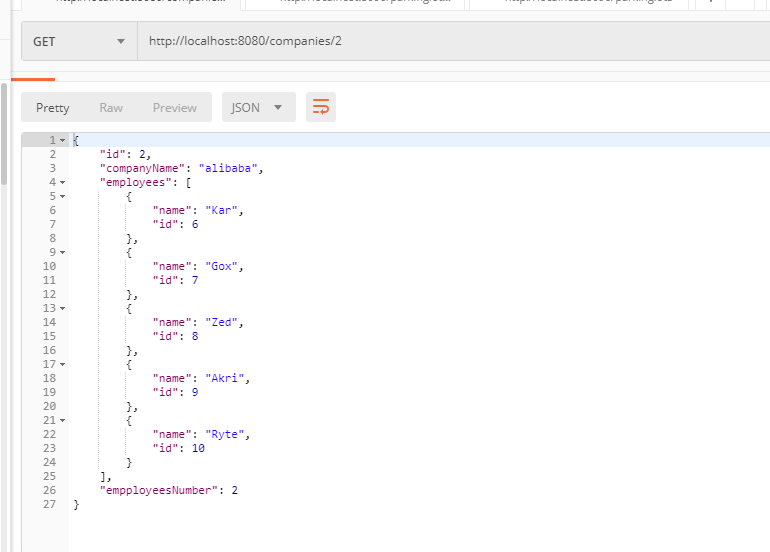 GET http://localhost:8080/companies/2
Pretty Raw Preview JSON
1 {
2 "id": 2,
3 "companyName": "alibaba",
4 "employees": [
5 {
6 "name": "Kar",
7 "id": 6
8 },
9 {
10 "name": "Gox",
11 "id": 7
12 },
13 {
14 "name": "Zed",
15 "id": 8
16 },
17 {
18 "name": "Akri",
19 "id": 9
20 },
21 {
22 "name": "Ryte",
23 "id": 10
24 }
25 ],
26 "empployeesNumber": 2
27 }